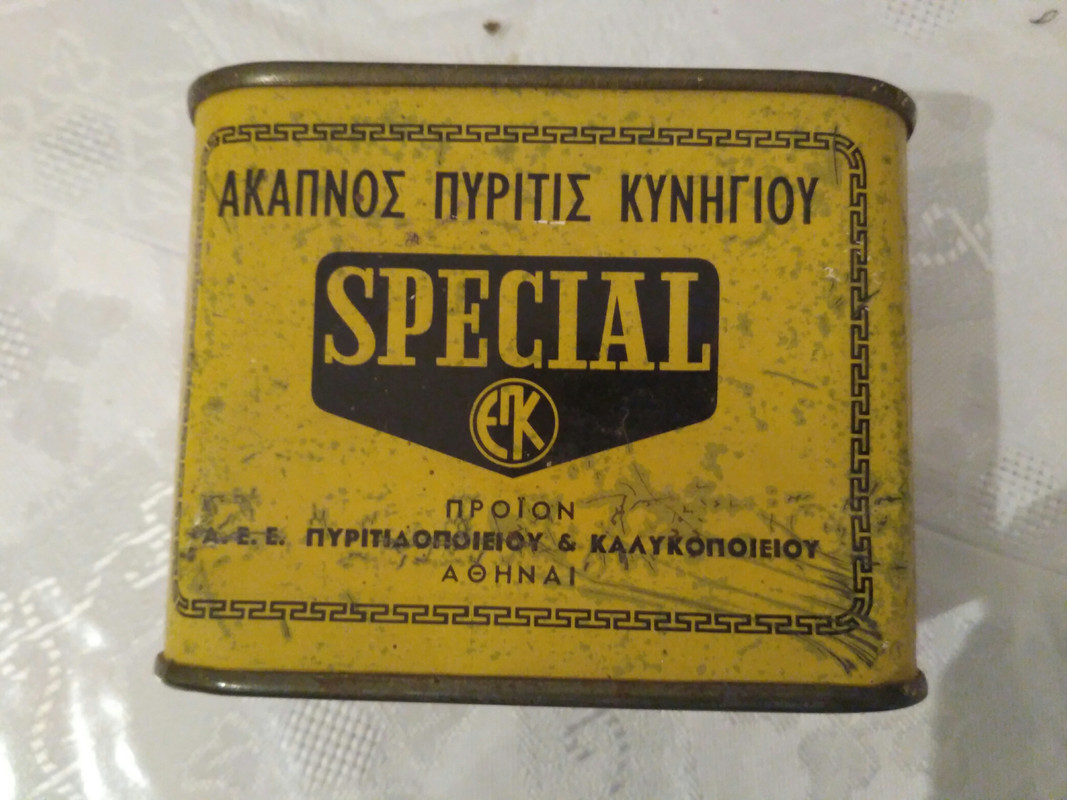 ΑΚΑΠΝΟΣ ΠΥΡΙΤΙΣ ΚΥΝΗΓΙΟΥ
SPECIAL
ΕΠΚ
ΠΡΟΪΟΝ
Α.Ε.Ε. ΠΥΡΙΤΙΔΟΠΟΙΕΙΟΥ & ΚΑΛΥΚΟΠΟΙΕΙΟΥ
ΑΘΗΝΑΙ